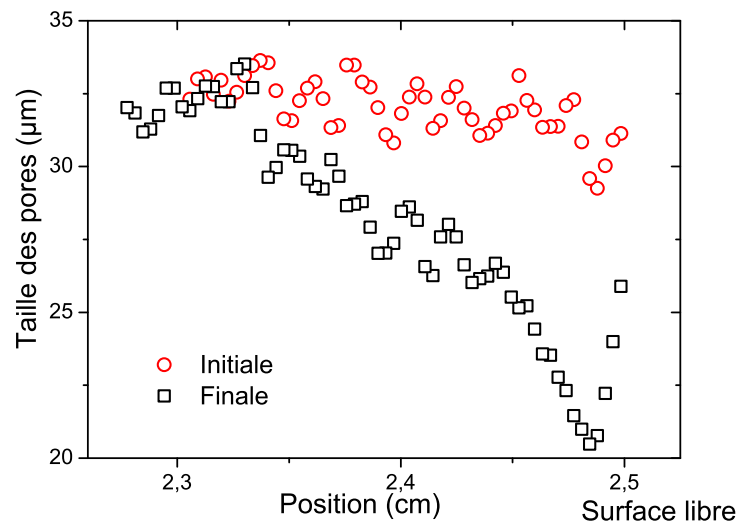 35
30
25
20
Taille des pores (µm)
Initiale
Finale
2,3
2,4
2,5
Position (cm)
Surface libre